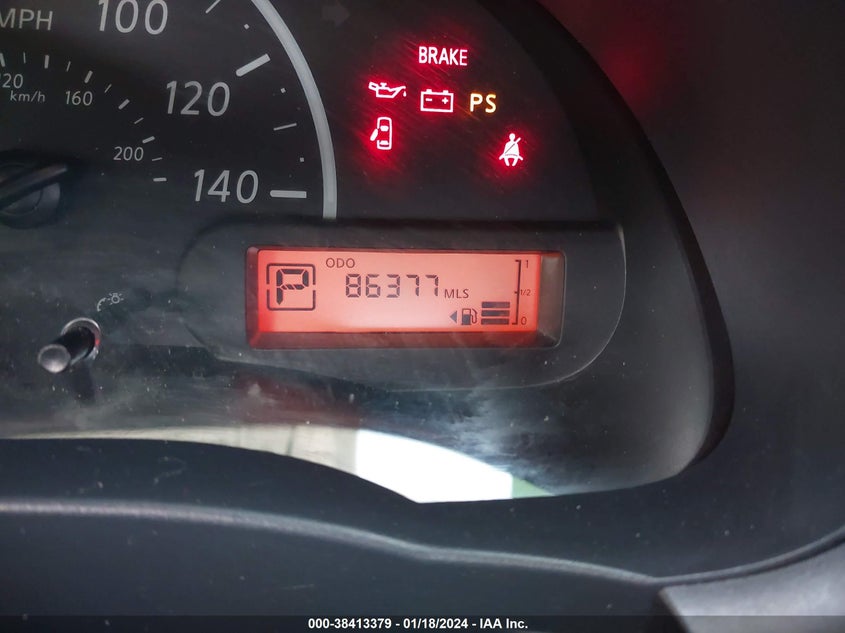 MPH
100
BRAKE
120
km/h
160
120
PS
200
140
ODO
P
86377 MLS
1
1/2
0
000-38413379 - 01/18/2024 - IAA Inc.